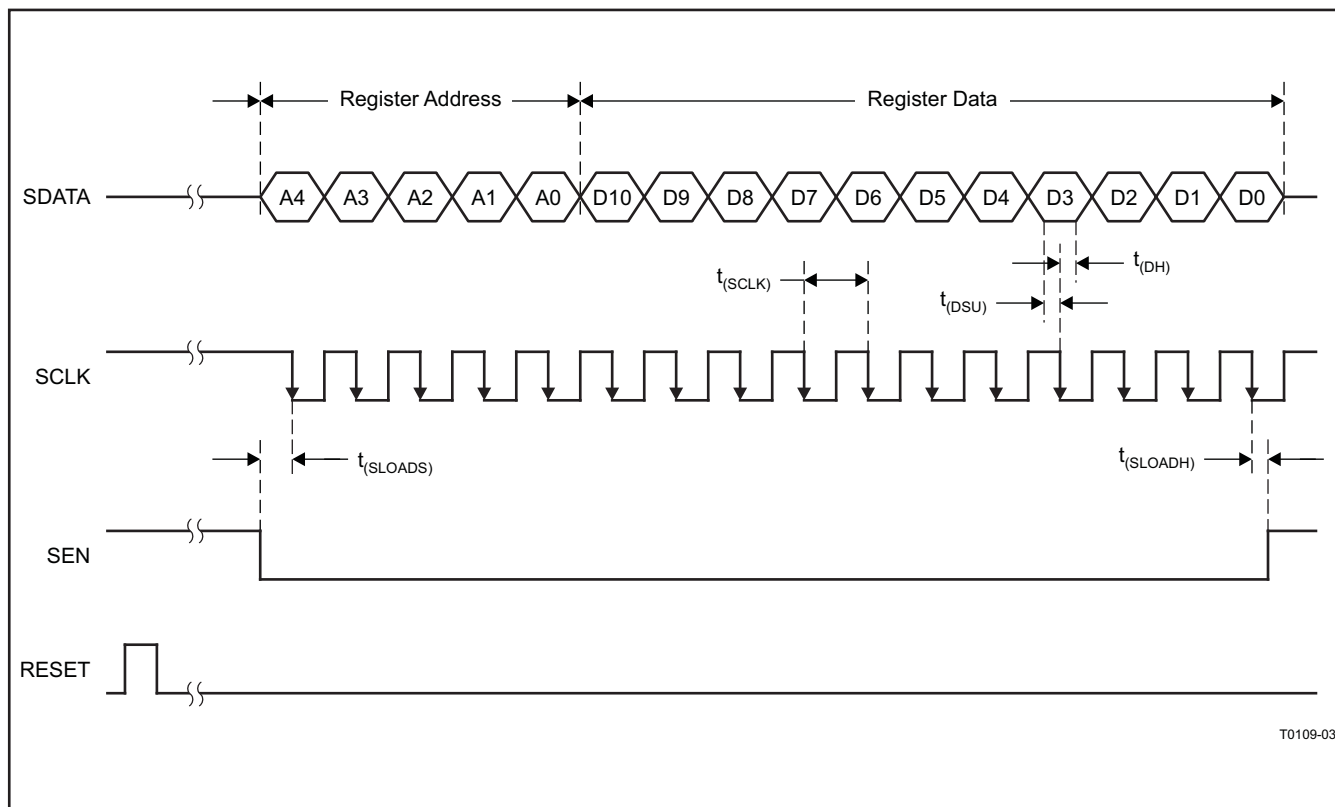 Register Address
Register Data
SDATA
A4 A3 A2 A1 A0 D10 D9 D8 D7 D6 D5 D4 D3 D2 D1 D0
t(DH)
t(SCLK)
t(DSU)
SCLK
t(SLOADS)
t(SLOADH)
SEN
RESET
T0109-03